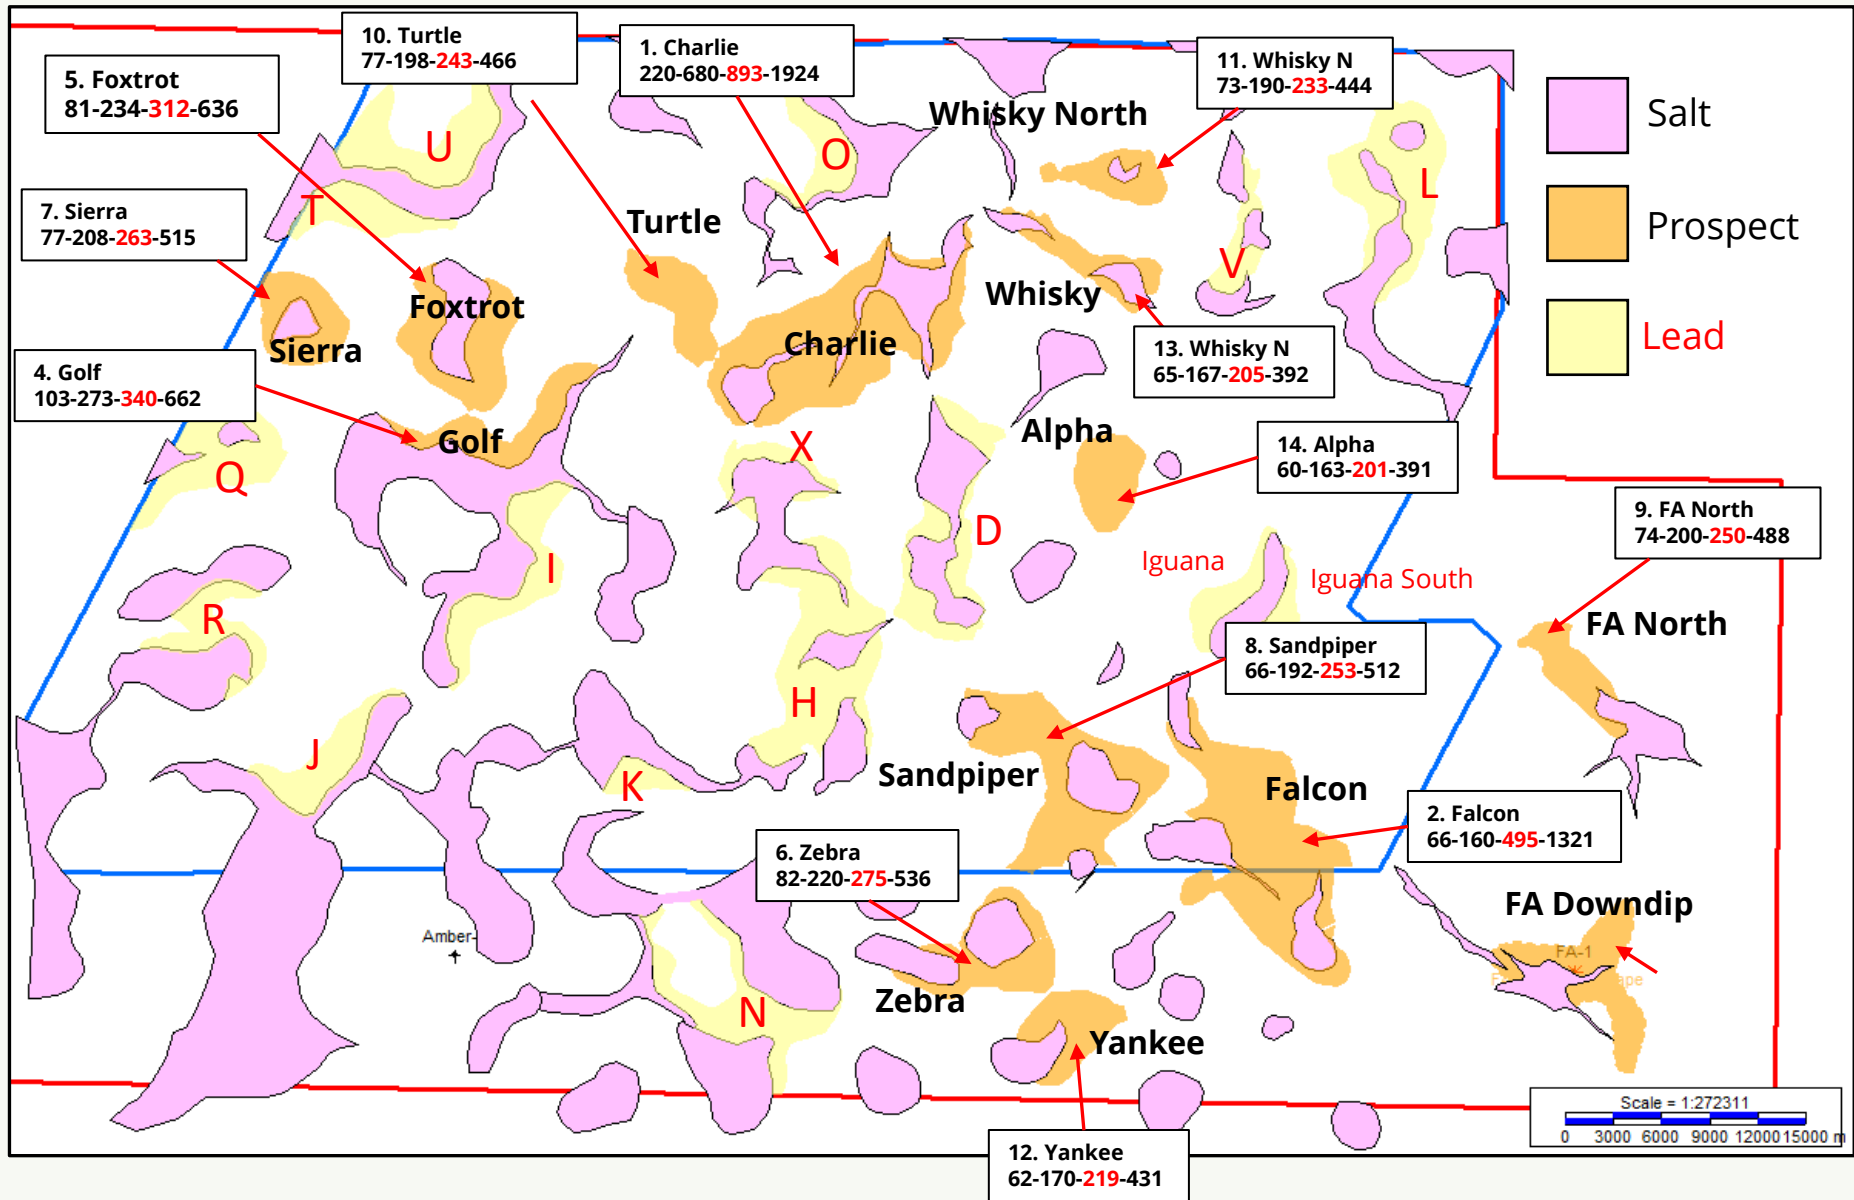 10. Turtle
77-198-243-466
1. Charlie
220-680-893-1924
11. Whisky N
73-190-233-444
5. Foxtrot
81-234-312-636
Salt
Whisky North
U
O
L
7. Sierra
77-208-263-515
T
Turtle
Prospect
V
Whisky
Foxtrot
Sierra
Charlie
Lead
13. Whisky N
65-167-205-392
4. Golf
103-273-340-662
Golf
X
Alpha
14. Alpha
60-163-201-391
Q
D
9. FA North
74-200-250-488
I
Iguana
Iguana South
R
FA North
8. Sandpiper
66-192-253-512
H
J
K
Sandpiper
Falcon
2. Falcon
66-160-495-1321
6. Zebra
82-220-275-536
FA Downdip
Amber-
FA-1
Zebra
N
Yankee
Scale = 1:272311
0 3000 6000 9000 12000 15000 m
12. Yankee
62-170-219-431